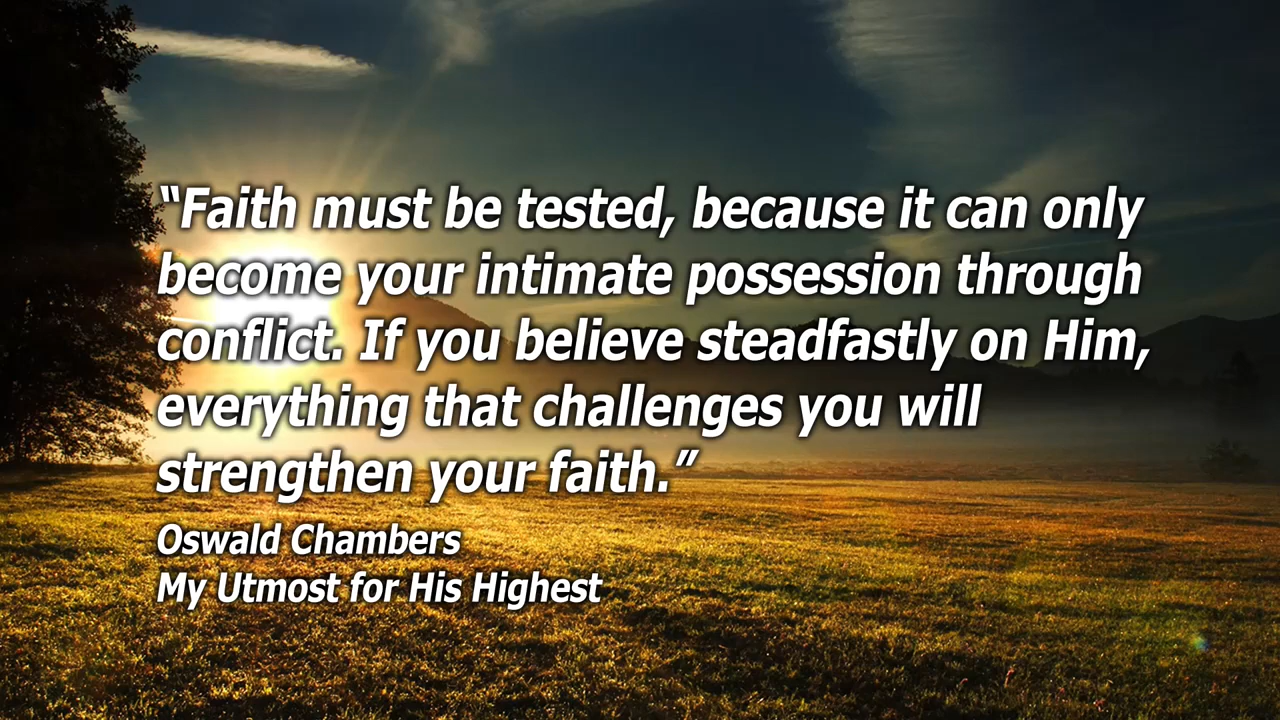 “Faith must be tested, because it can only
become your intimate possession through
conflict. If you believe steadfastly on Him,
everything that challenges you will
strengthen your faith.”
Oswald Chambers
My Utmost for His Highest